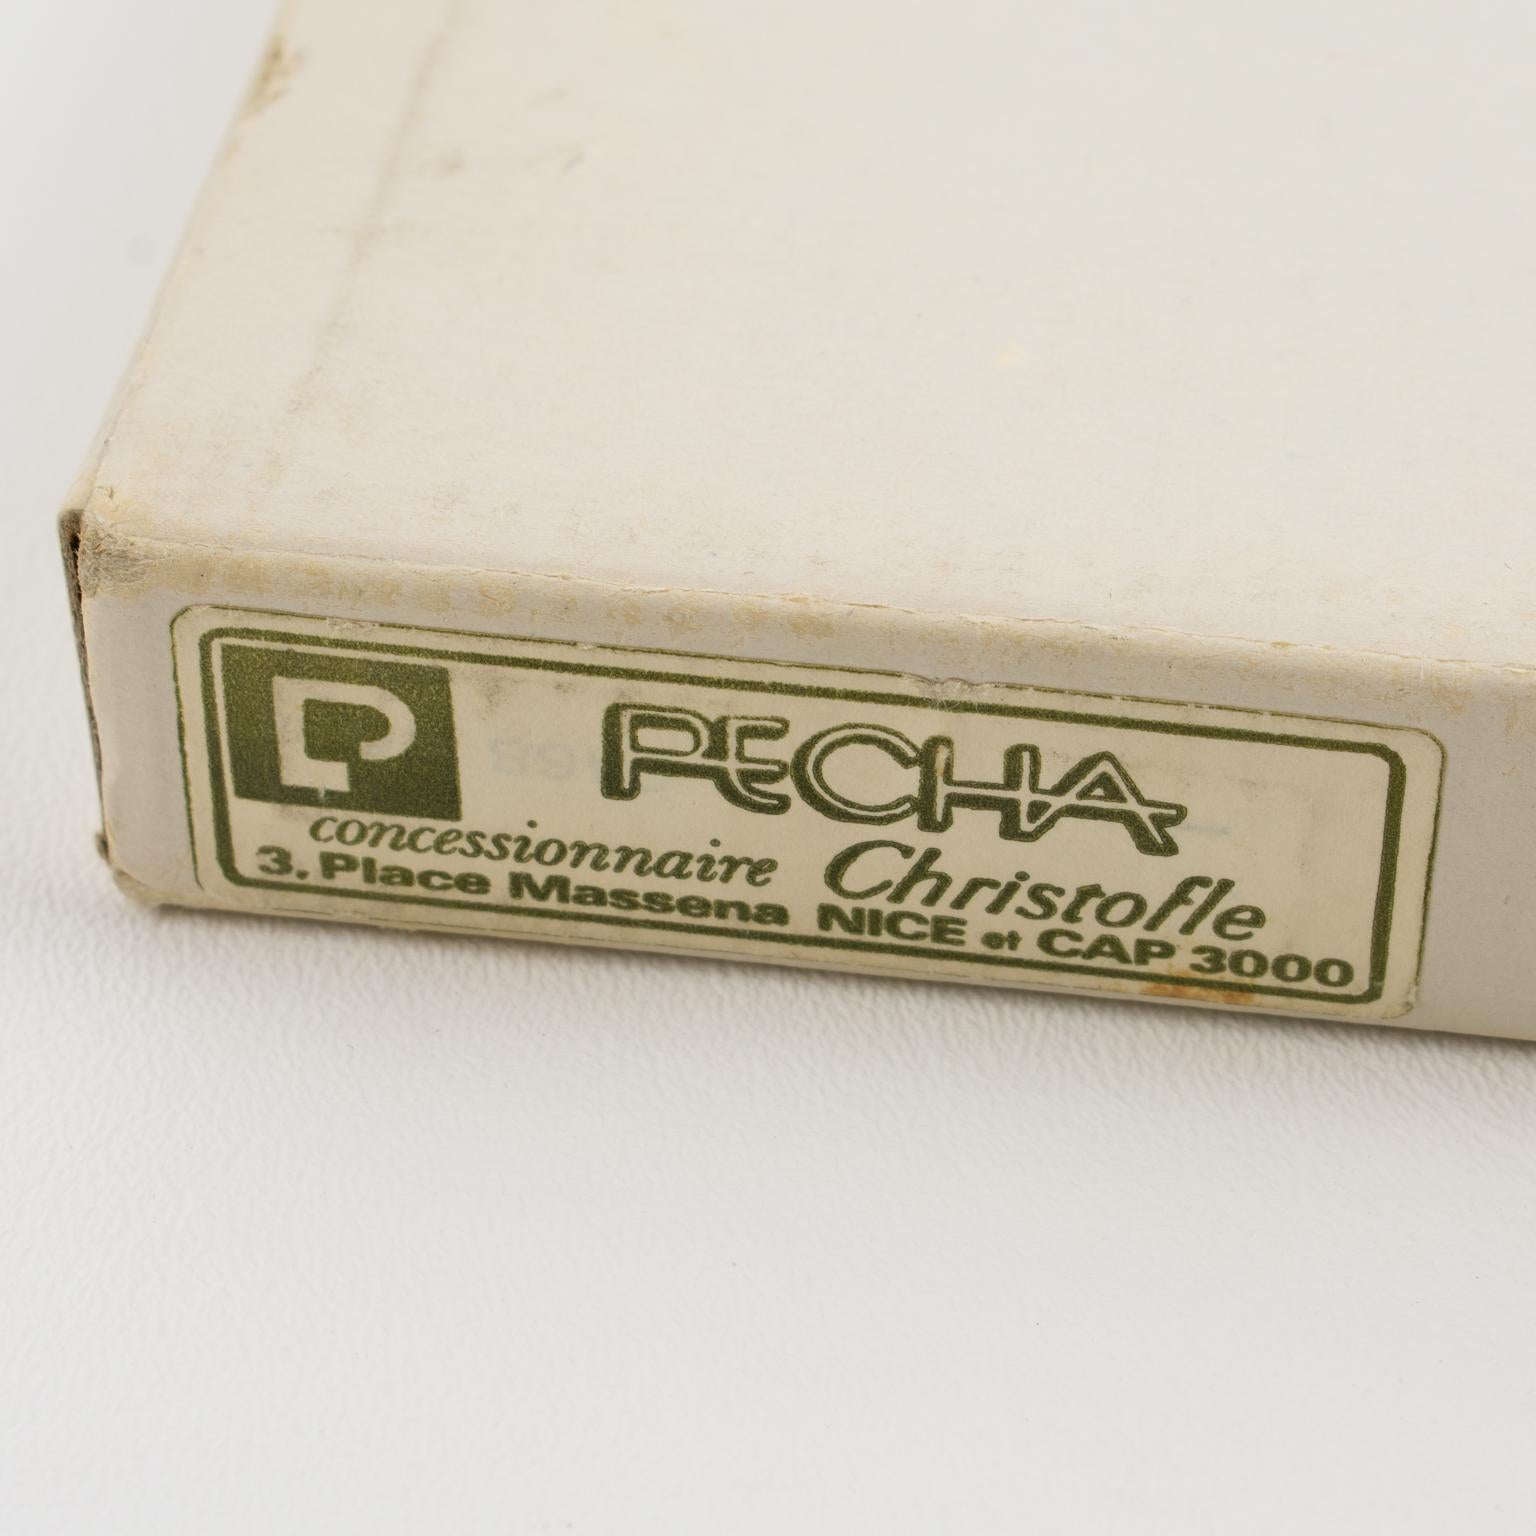 P PECHA
concessionnaire Christofle
3. Place Massena NICE et CAP 3000